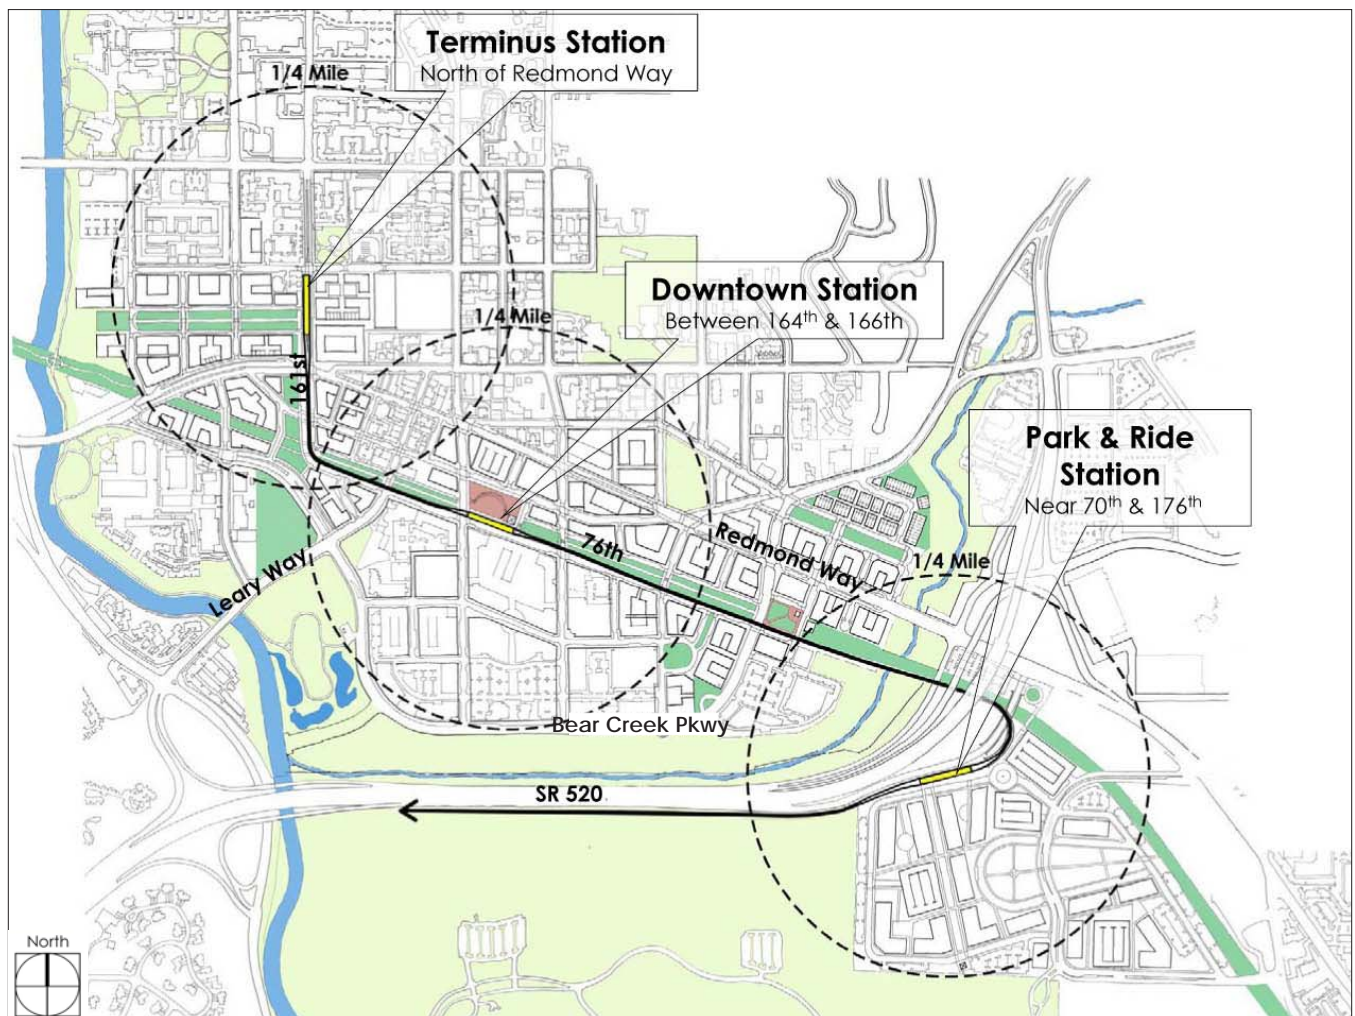 Terminus Station
North of Redmond Way
1/4 Mile
Downtown Station
Between 164th & 166th
1/4 Mile
161st
Park & Ride
Station
Near 70th & 176th
76th
Redmond Way
1/4 Mile
Leary Way
Bear Creek Pkwy
SR 520
North